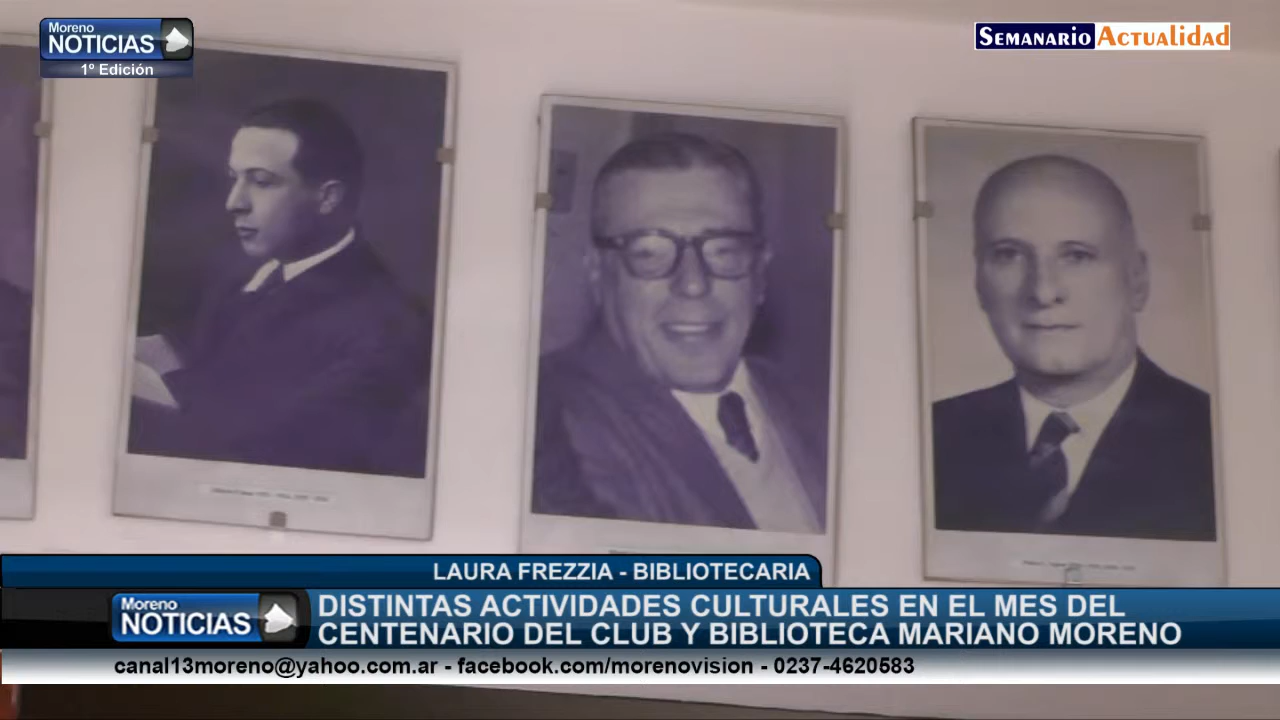 Moreno
NOTICIAS
1º Edición
SEMANARIO ACTUALIDAD
LAURA FREZZIA - BIBLIOTECARIA
Moreno
NOTICIAS
DISTINTAS ACTIVIDADES CULTURALES EN EL MES DEL
CENTENARIO DEL CLUB Y BIBLIOTECA MARIANO MORENO
canal13moreno@yahoo.com.ar - facebook.com/morenovision - 0237-4620583